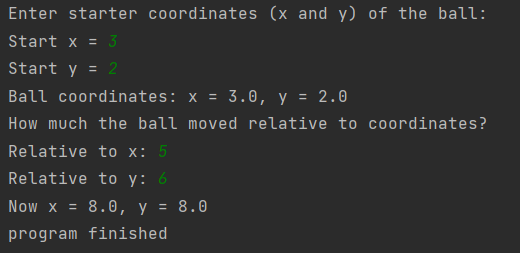 Enter starter coordinates (x and y) of the ball:
Start x = 3
Start y = 2
Ball coordinates: x = 3.0, y = 2.0
How much the ball moved relative to coordinates?
Relative to x: 5
Relative to y: 6
Now x = 8.0, y = 8.0
program finished